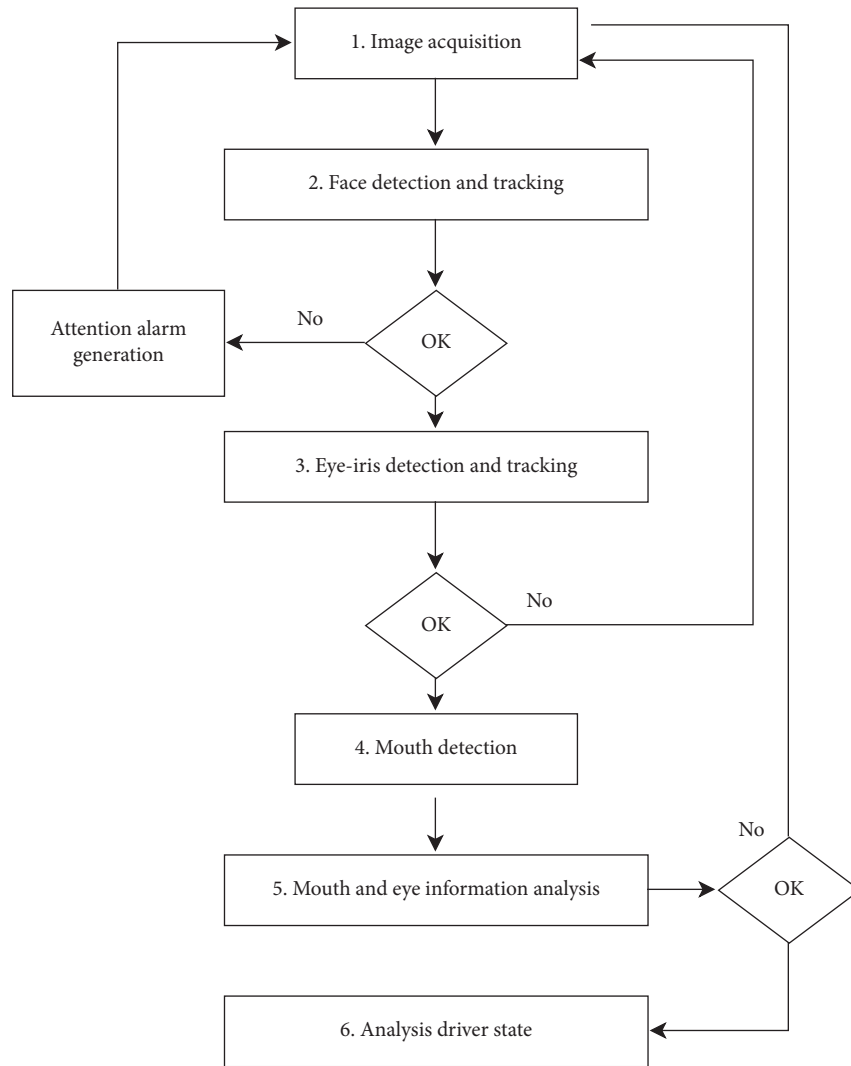 1. Image acquisition
2. Face detection and tracking
Attention alarm
generation
No
OK
3. Eye-iris detection and tracking
OK
No
4. Mouth detection
No
5. Mouth and eye information analysis
OK
6. Analysis driver state